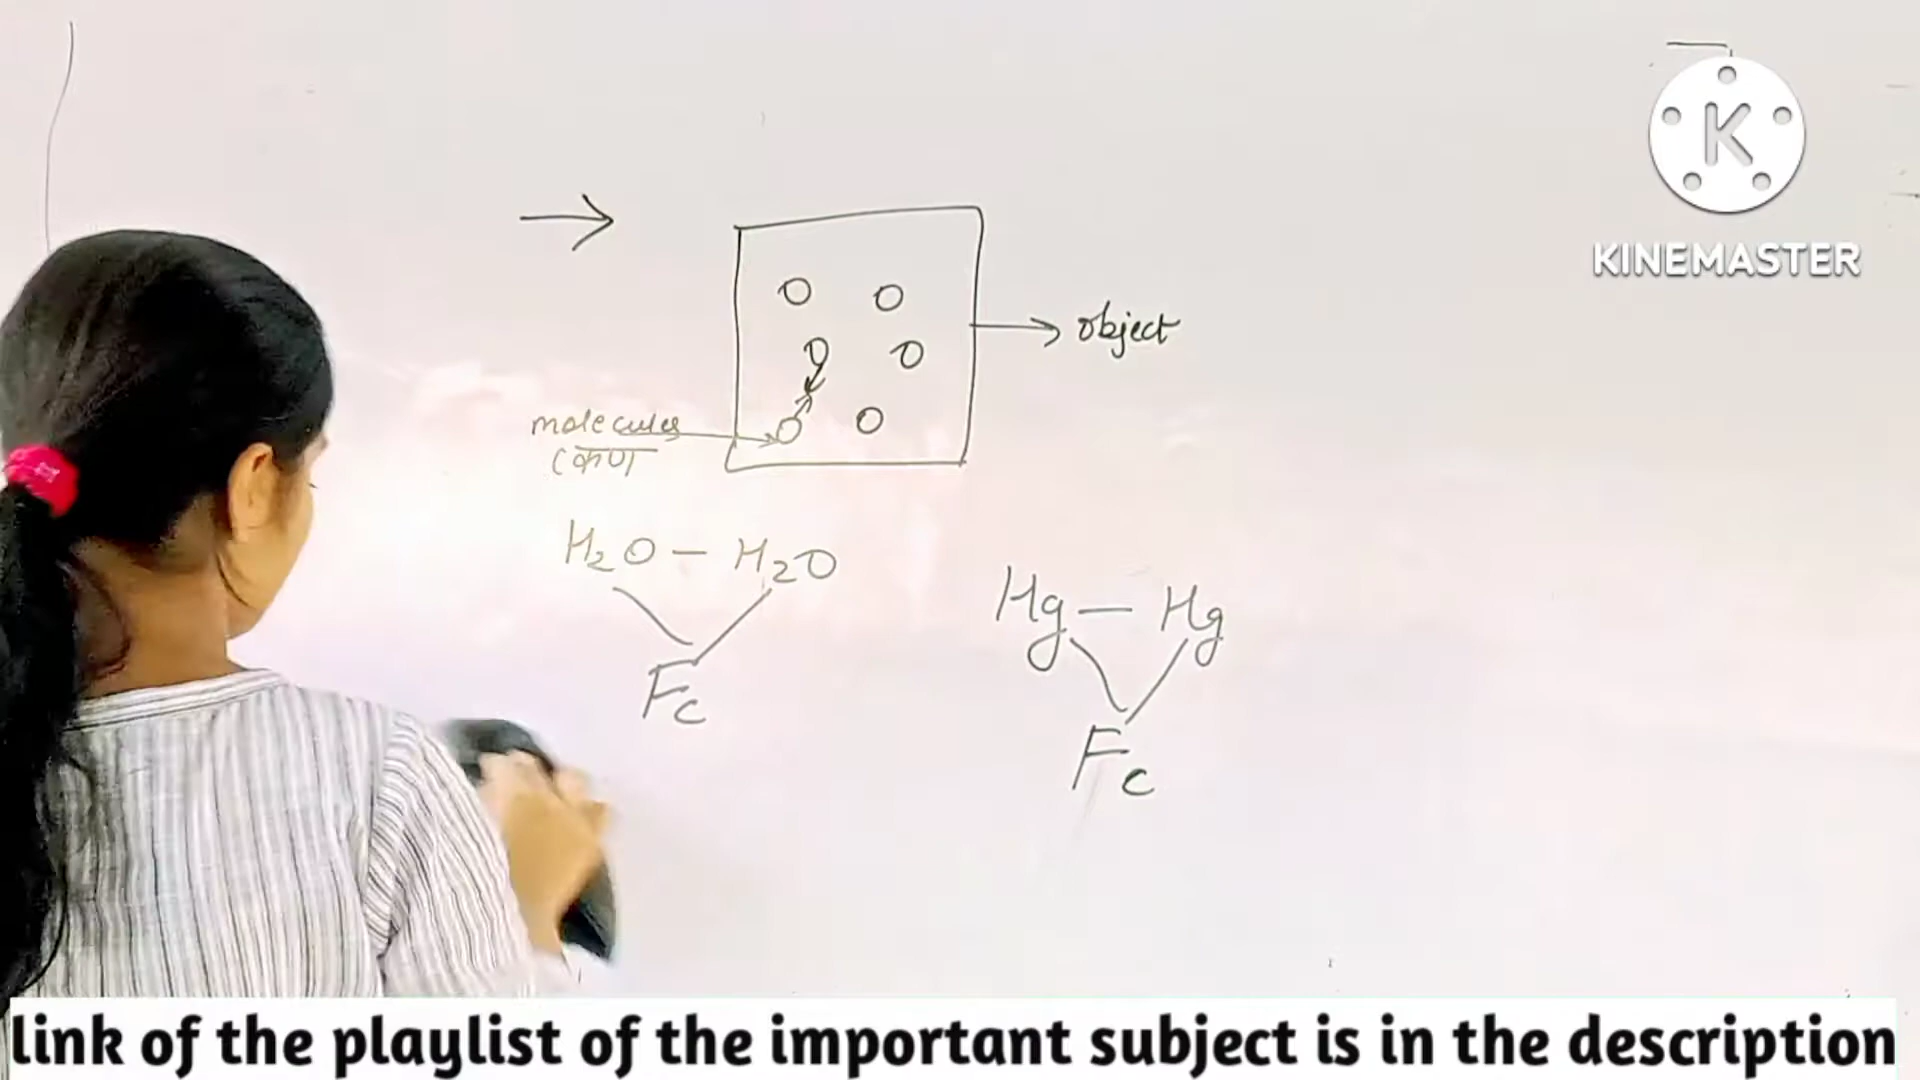 K
KINEMASTER
object
molecules
H₂O — H₂O
Fc
Hg — Hg
Fc
link of the playlist of the important subject is in the description